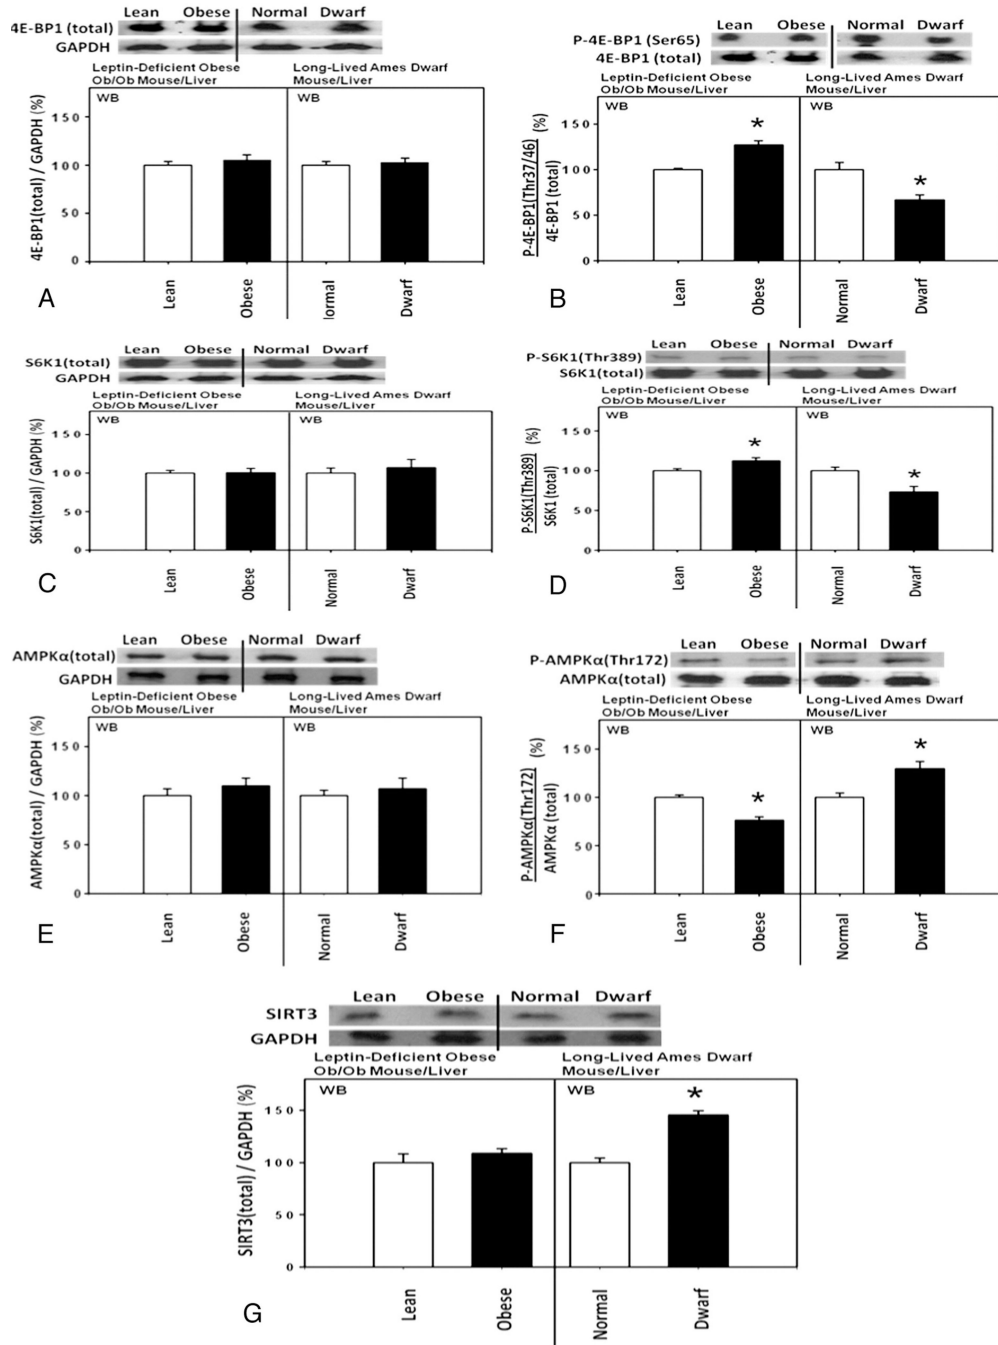 Lean Obese Normal Dwarf
4E-BP1 (total)
GAPDH
Leptin-Deficient Obese Long-Lived Ames Dwarf
Ob/Ob Mouse/Liver Mouse/Liver
WB WB
4E-BP1(total) / GAPDH (%)
150
100
50
0
Lean Obese Normal Dwarf
A
Lean Obese Normal Dwarf
P-4E-BP1 (Ser65)
4E-BP1 (total)
Leptin-Deficient Obese Long-Lived Ames Dwarf
Ob/Ob Mouse/Liver Mouse/Liver
WB WB
P-4E-BP1(Thr37/46) (%)
4E-BP1 (total)
150
100
50
0
Lean Obese Normal Dwarf
B
Lean Obese Normal Dwarf
S6K1(total)
GAPDH
Leptin-Deficient Obese Long-Lived Ames Dwarf
Ob/Ob Mouse/Liver Mouse/Liver
WB WB
S6K1(total) / GAPDH (%)
150
100
50
0
Lean Obese Normal Dwarf
C
Lean Obese Normal Dwarf
P-S6K1(Thr389)
S6K1(total)
Leptin-Deficient Obese Long-Lived Ames Dwarf
Ob/Ob Mouse/Liver Mouse/Liver
WB WB
P-S6K1(Thr389) (%)
S6K1(total)
150
100
50
0
Lean Obese Normal Dwarf
D
Lean Obese Normal Dwarf
AMPKα(total)
GAPDH
Leptin-Deficient Obese Long-Lived Ames Dwarf
Ob/Ob Mouse/Liver Mouse/Liver
WB WB
AMPKα(total) / GAPDH (%)
150
100
50
0
Lean Obese Normal Dwarf
E
Lean Obese Normal Dwarf
P-AMPKα(Thr172)
AMPKα(total)
Leptin-Deficient Obese Long-Lived Ames Dwarf
Ob/Ob Mouse/Liver Mouse/Liver
WB WB
P-AMPKα(Thr172) (%)
AMPKα (total)
150
100
50
0
Lean Obese Normal Dwarf
F
Lean Obese Normal Dwarf
SIRT3
GAPDH
Leptin-Deficient Obese Long-Lived Ames Dwarf
Ob/Ob Mouse/Liver Mouse/Liver
WB WB
SIRT3(total) / GAPDH (%)
150
100
50
0
Lean Obese Normal Dwarf
G